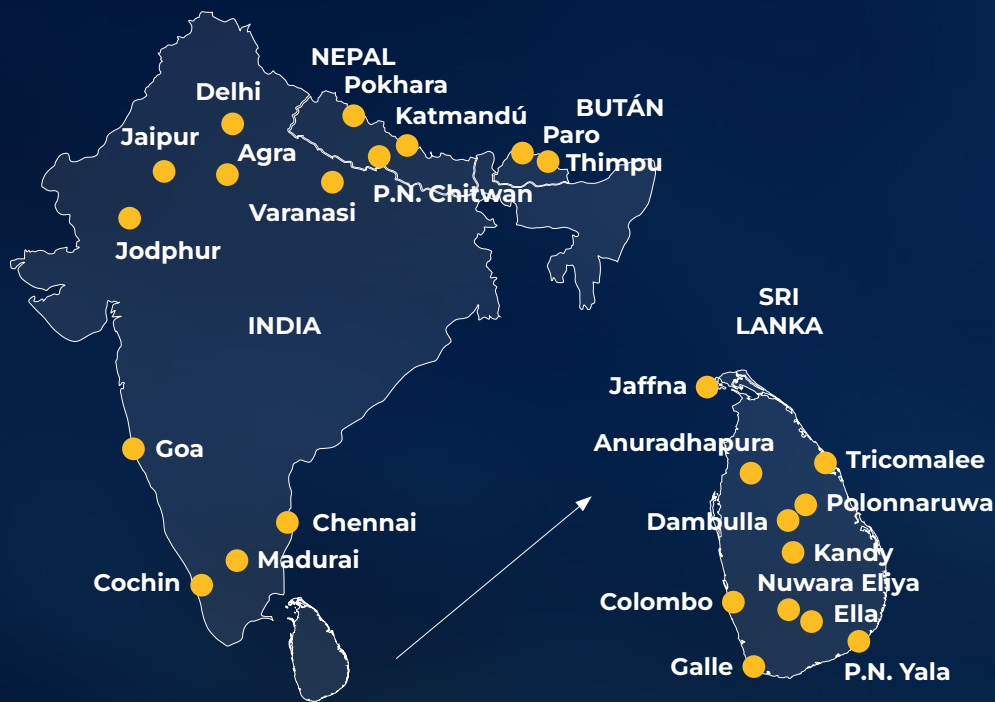 NEPAL
Pokhara
Delhi
Katmandú
BUTÁN
Paro
Jaipur
Agra
Thimpu
P.N. Chitwan
Varanasi
Jodphur
INDIA
SRI
LANKA
Jaffna
Anuradhapura
Goa
Tricomalee
Polonnaruwa
Chennai
Dambulla
Kandy
Madurai
Cochin
Nuwara Eliya
Colombo
Ella
Galle
P.N. Yala